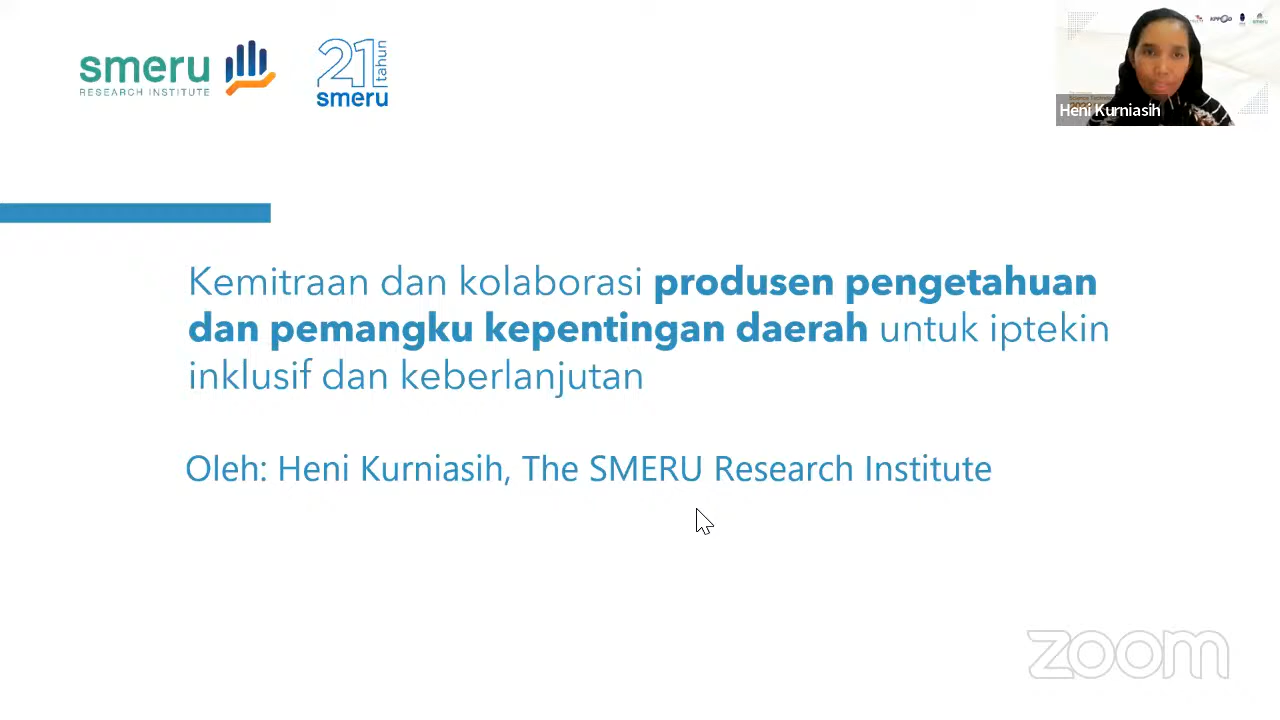 smeru
RESEARCH INSTITUTE
21
tahun
smeru
Heni Kurniasih
Kemitraan dan kolaborasi produsen pengetahuan
dan pemangku kepentingan daerah untuk iptekin
inklusif dan keberlanjutan
Oleh: Heni Kurniasih, The SMERU Research Institute
zoom